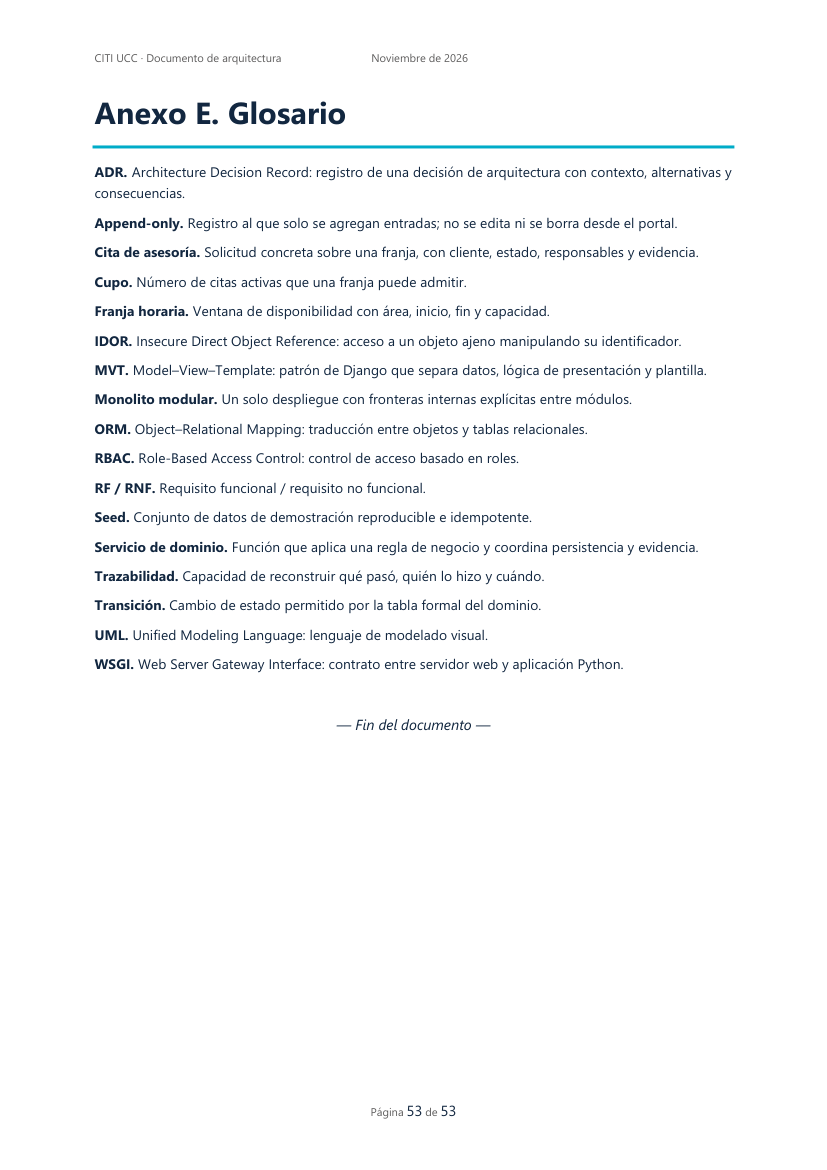 CITI UCC · Documento de arquitectura Noviembre de 2026
Anexo E. Glosario
ADR. Architecture Decision Record: registro de una decisión de arquitectura con contexto, alternativas y
consecuencias.
Append-only. Registro al que solo se agregan entradas; no se edita ni se borra desde el portal.
Cita de asesoría. Solicitud concreta sobre una franja, con cliente, estado, responsables y evidencia.
Cupo. Número de citas activas que una franja puede admitir.
Franja horaria. Ventana de disponibilidad con área, inicio, fin y capacidad.
IDOR. Insecure Direct Object Reference: acceso a un objeto ajeno manipulando su identificador.
MVT. Model–View–Template: patrón de Django que separa datos, lógica de presentación y plantilla.
Monolito modular. Un solo despliegue con fronteras internas explícitas entre módulos.
ORM. Object–Relational Mapping: traducción entre objetos y tablas relacionales.
RBAC. Role-Based Access Control: control de acceso basado en roles.
RF / RNF. Requisito funcional / requisito no funcional.
Seed. Conjunto de datos de demostración reproducible e idempotente.
Servicio de dominio. Función que aplica una regla de negocio y coordina persistencia y evidencia.
Trazabilidad. Capacidad de reconstruir qué pasó, quién lo hizo y cuándo.
Transición. Cambio de estado permitido por la tabla formal del dominio.
UML. Unified Modeling Language: lenguaje de modelado visual.
WSGI. Web Server Gateway Interface: contrato entre servidor web y aplicación Python.
— Fin del documento —
Página 53 de 53